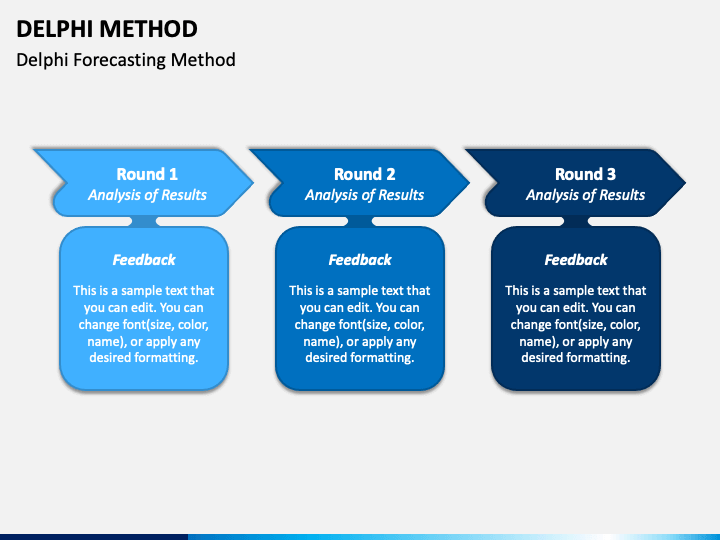 DELPHI METHOD
Delphi Forecasting Method
Round 1
Analysis of Results
Round 2
Analysis of Results
Round 3
Analysis of Results
Feedback
This is a sample text that
you can edit. You can
change font(size, color,
name), or apply any
desired formatting.
Feedback
This is a sample text that
you can edit. You can
change font(size, color,
name), or apply any
desired formatting.
Feedback
This is a sample text that
you can edit. You can
change font(size, color,
name), or apply any
desired formatting.